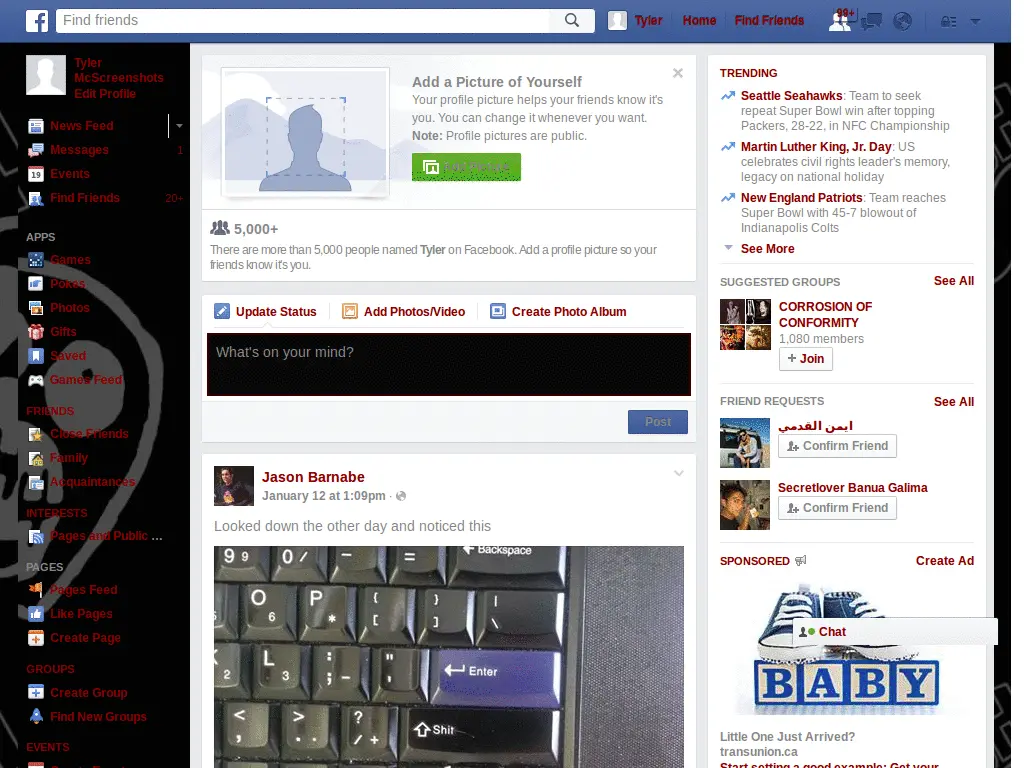 Find friends
Tyler
Home
Find Friends
99+
Tyler
McScreenshots
Edit Profile
News Feed
Messages 1
19
Events
Find Friends 20+
APPS
Games
Pokes
Photos
Gifts
Saved
Games Feed
FRIENDS
Close Friends
Family
Acquaintances
INTERESTS
Pages and Public ...
PAGES
Pages Feed
Like Pages
Create Page
GROUPS
Create Group
Find New Groups
EVENTS
Add a Picture of Yourself
Your profile picture helps your friends know it's
you. You can change it whenever you want.
Note: Profile pictures are public.
5,000+
There are more than 5,000 people named Tyler on Facebook. Add a profile picture so your
friends know it's you.
Update Status
Add Photos/Video
Create Photo Album
What's on your mind?
Post
Jason Barnabe
January 12 at 1:09pm ·
Looked down the other day and noticed this
9 9 0 / - = Backspace
O 6 P * [ { ] } | \
L 3 : ; - " ' Enter
2
< , > . ? / + Shit
TRENDING
Seattle Seahawks: Team to seek
repeat Super Bowl win after topping
Packers, 28-22, in NFC Championship
Martin Luther King, Jr. Day: US
celebrates civil rights leader's memory,
legacy on national holiday
New England Patriots: Team reaches
Super Bowl with 45-7 blowout of
Indianapolis Colts
See More
SUGGESTED GROUPS See All
CORROSION OF
CONFORMITY
1,080 members
+ Join
FRIEND REQUESTS See All
ايمن القدمي
Confirm Friend
Secretlover Banua Galima
Confirm Friend
SPONSORED Create Ad
Chat
BABY
Little One Just Arrived?
transunion.ca
Start setting a good example: Get your